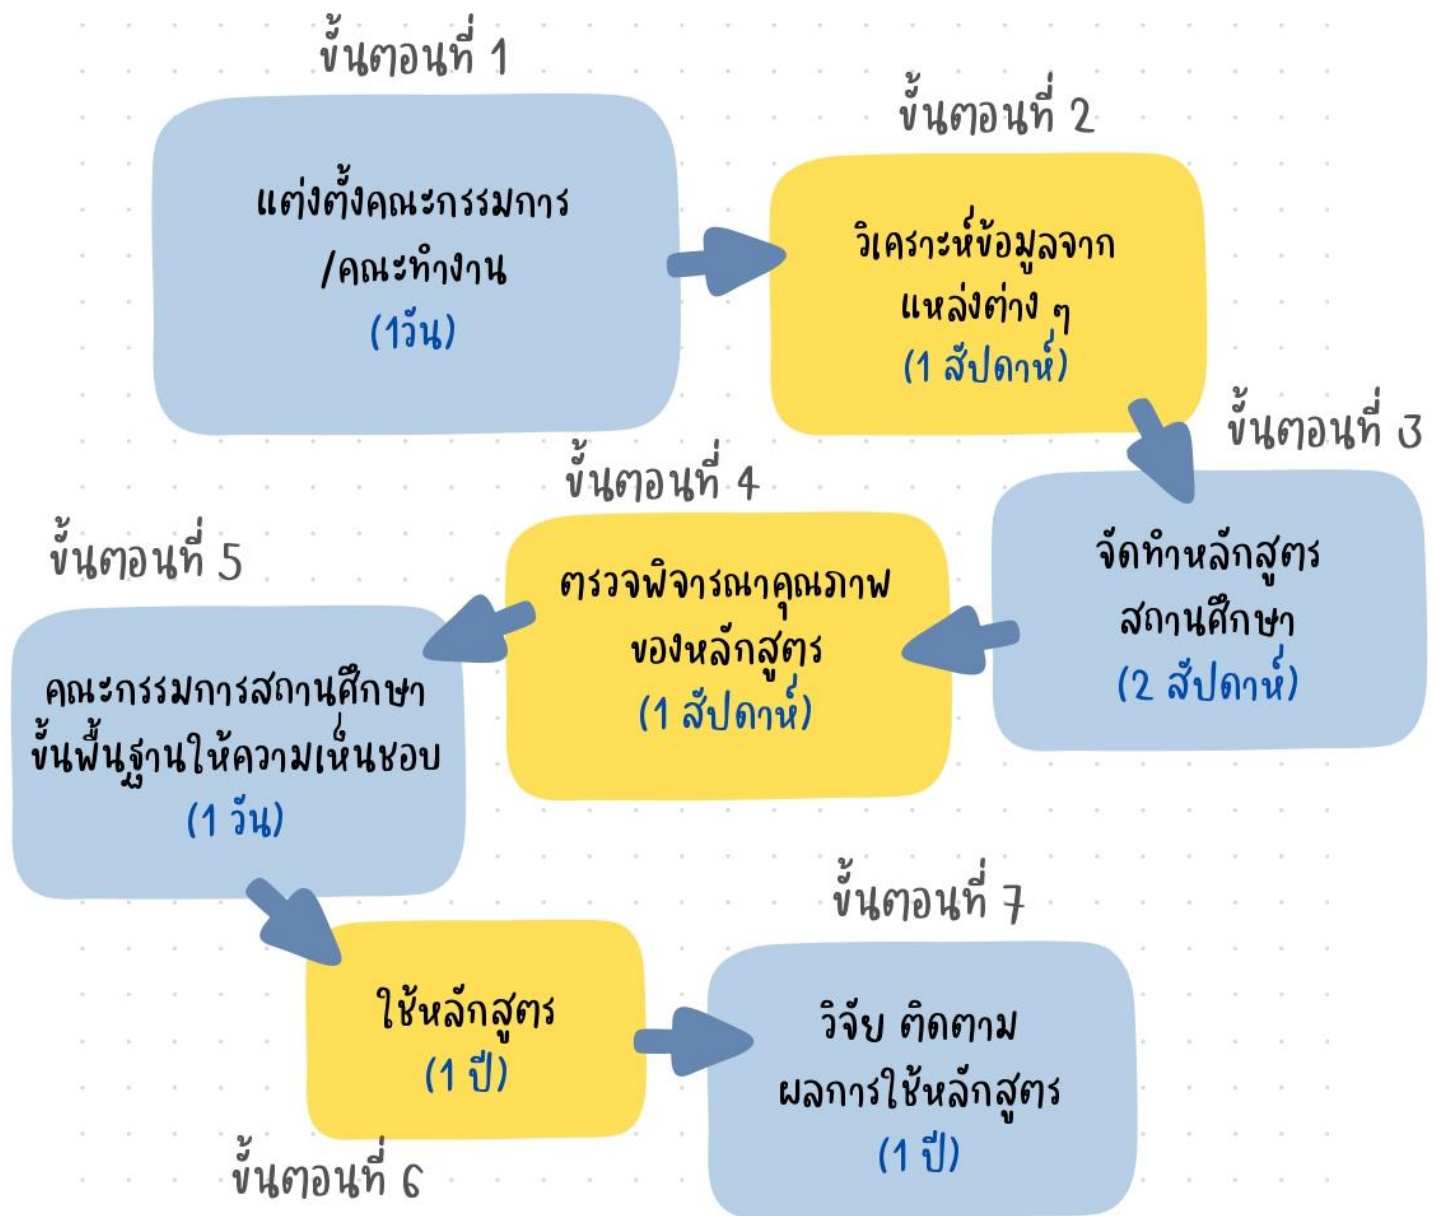 ขั้นตอนที่ 1
แต่งตั้งคณะกรรมการ
/คณะทำงาน
(1วัน)
ขั้นตอนที่ 2
วิเคราะห์ข้อมูลจาก
แหล่งต่าง ๆ
(1 สัปดาห์)
ขั้นตอนที่ 3
จัดทำหลักสูตร
สถานศึกษา
(2 สัปดาห์)
ขั้นตอนที่ 4
ตรวจพิจารณาคุณภาพ
ของหลักสูตร
(1 สัปดาห์)
ขั้นตอนที่ 5
คณะกรรมการสถานศึกษา
ขั้นพื้นฐานให้ความเห็นชอบ
(1 วัน)
ขั้นตอนที่ 6
ใช้หลักสูตร
(1 ปี)
ขั้นตอนที่ 7
วิจัย ติดตาม
ผลการใช้หลักสูตร
(1 ปี)